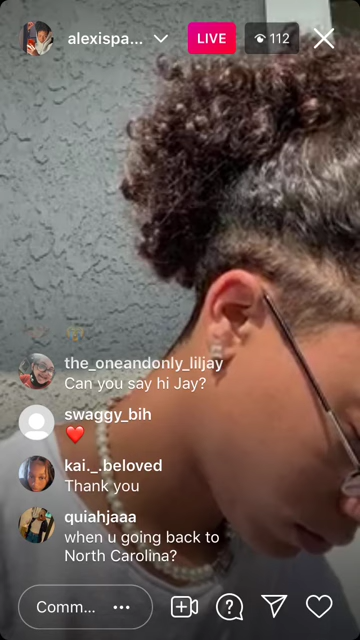 alexispa...
LIVE
112
the_oneandonly_liljay
Can you say hi Jay?
swaggy_bih
❤️
kai._.beloved
Thank you
quiahjaaa
when u going back to
North Carolina?
Comm...